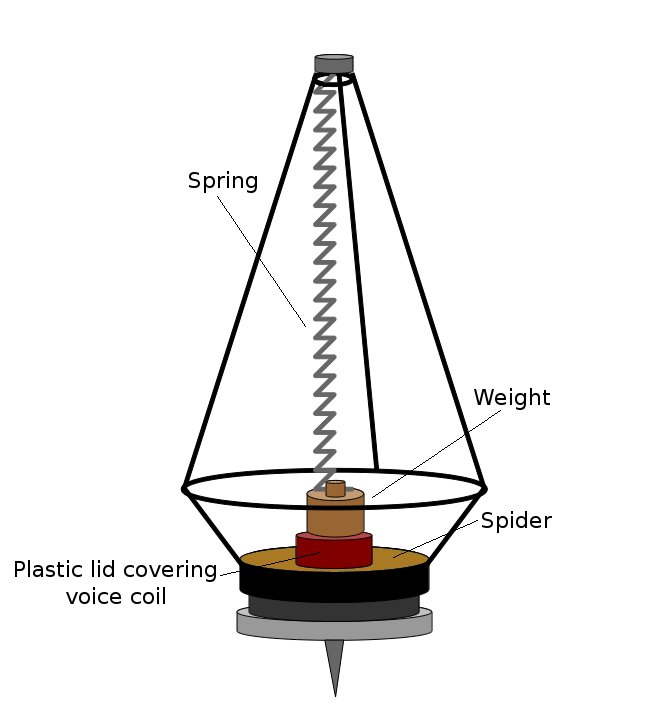 Spring
Weight
Spider
Plastic lid covering
voice coil